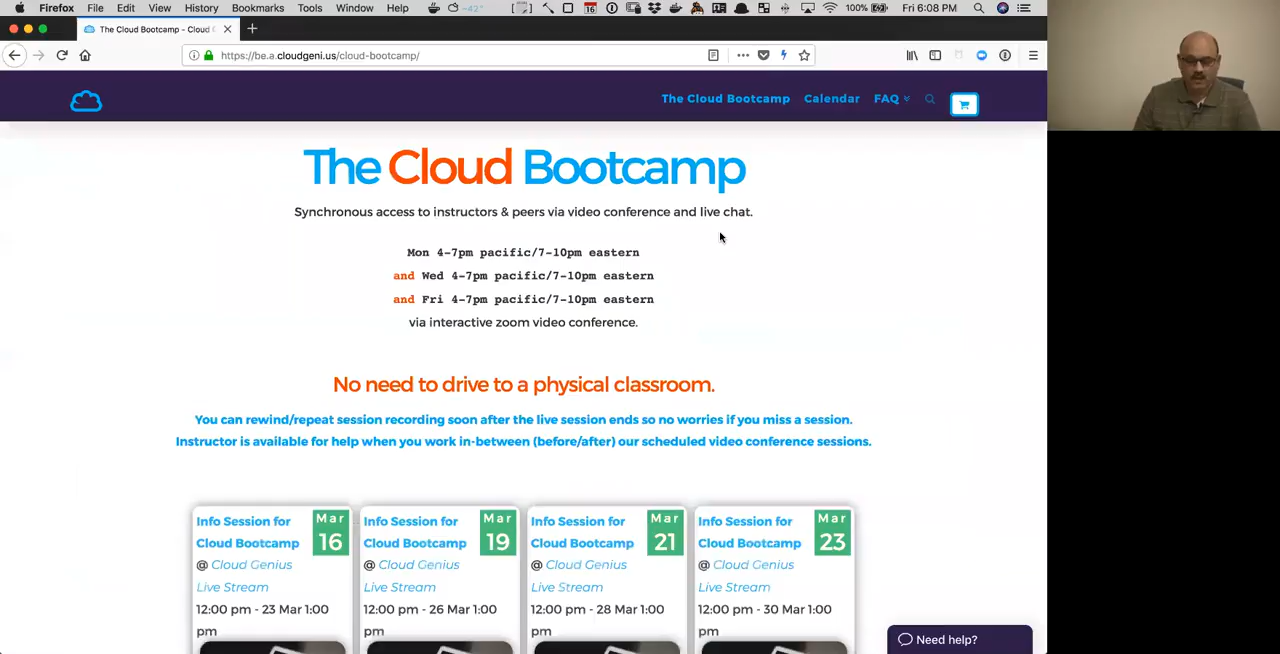 Firefox File Edit View History Bookmarks Tools Window Help -42° 16 100% Fri 6:08 PM
The Cloud Bootcamp - Cloud G
https://be.a.cloudgeni.us/cloud-bootcamp/
The Cloud Bootcamp Calendar FAQ
The Cloud Bootcamp
Synchronous access to instructors & peers via video conference and live chat.
Mon 4-7pm pacific/7-10pm eastern
and Wed 4-7pm pacific/7-10pm eastern
and Fri 4-7pm pacific/7-10pm eastern
via interactive zoom video conference.
No need to drive to a physical classroom.
You can rewind/repeat session recording soon after the live session ends so no worries if you miss a session.
Instructor is available for help when you work in-between (before/after) our scheduled video conference sessions.
Info Session for
Cloud Bootcamp
Mar
16
@ Cloud Genius
Live Stream
12:00 pm - 23 Mar 1:00
pm
Info Session for
Cloud Bootcamp
Mar
19
@ Cloud Genius
Live Stream
12:00 pm - 26 Mar 1:00
pm
Info Session for
Cloud Bootcamp
Mar
21
@ Cloud Genius
Live Stream
12:00 pm - 28 Mar 1:00
pm
Info Session for
Cloud Bootcamp
Mar
23
@ Cloud Genius
Live Stream
12:00 pm - 30 Mar 1:00
pm
Need help?